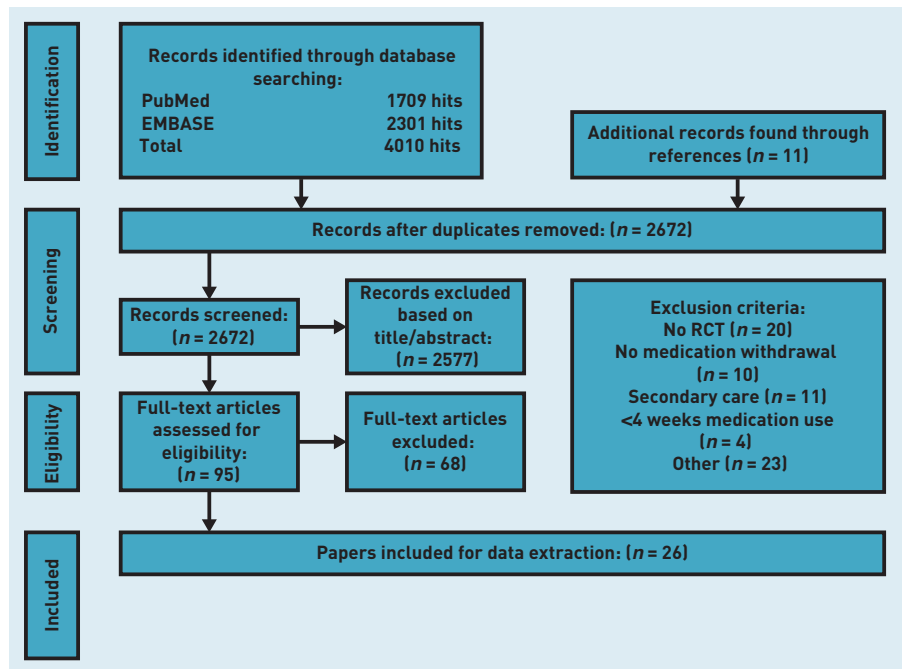 Identification
Records identified through database
searching:
PubMed 1709 hits
EMBASE 2301 hits
Total 4010 hits
Additional records found through
references (n = 11)
Screening
Records after duplicates removed: (n = 2672)
Records screened:
(n = 2672)
Records excluded
based on
title/abstract:
(n = 2577)
Exclusion criteria:
No RCT (n = 20)
No medication withdrawal
(n = 10)
Secondary care (n = 11)
<4 weeks medication use
(n = 4)
Other (n = 23)
Eligibility
Full-text articles
assessed for
eligibility:
(n = 95)
Full-text articles
excluded:
(n = 68)
Included
Papers included for data extraction: (n = 26)